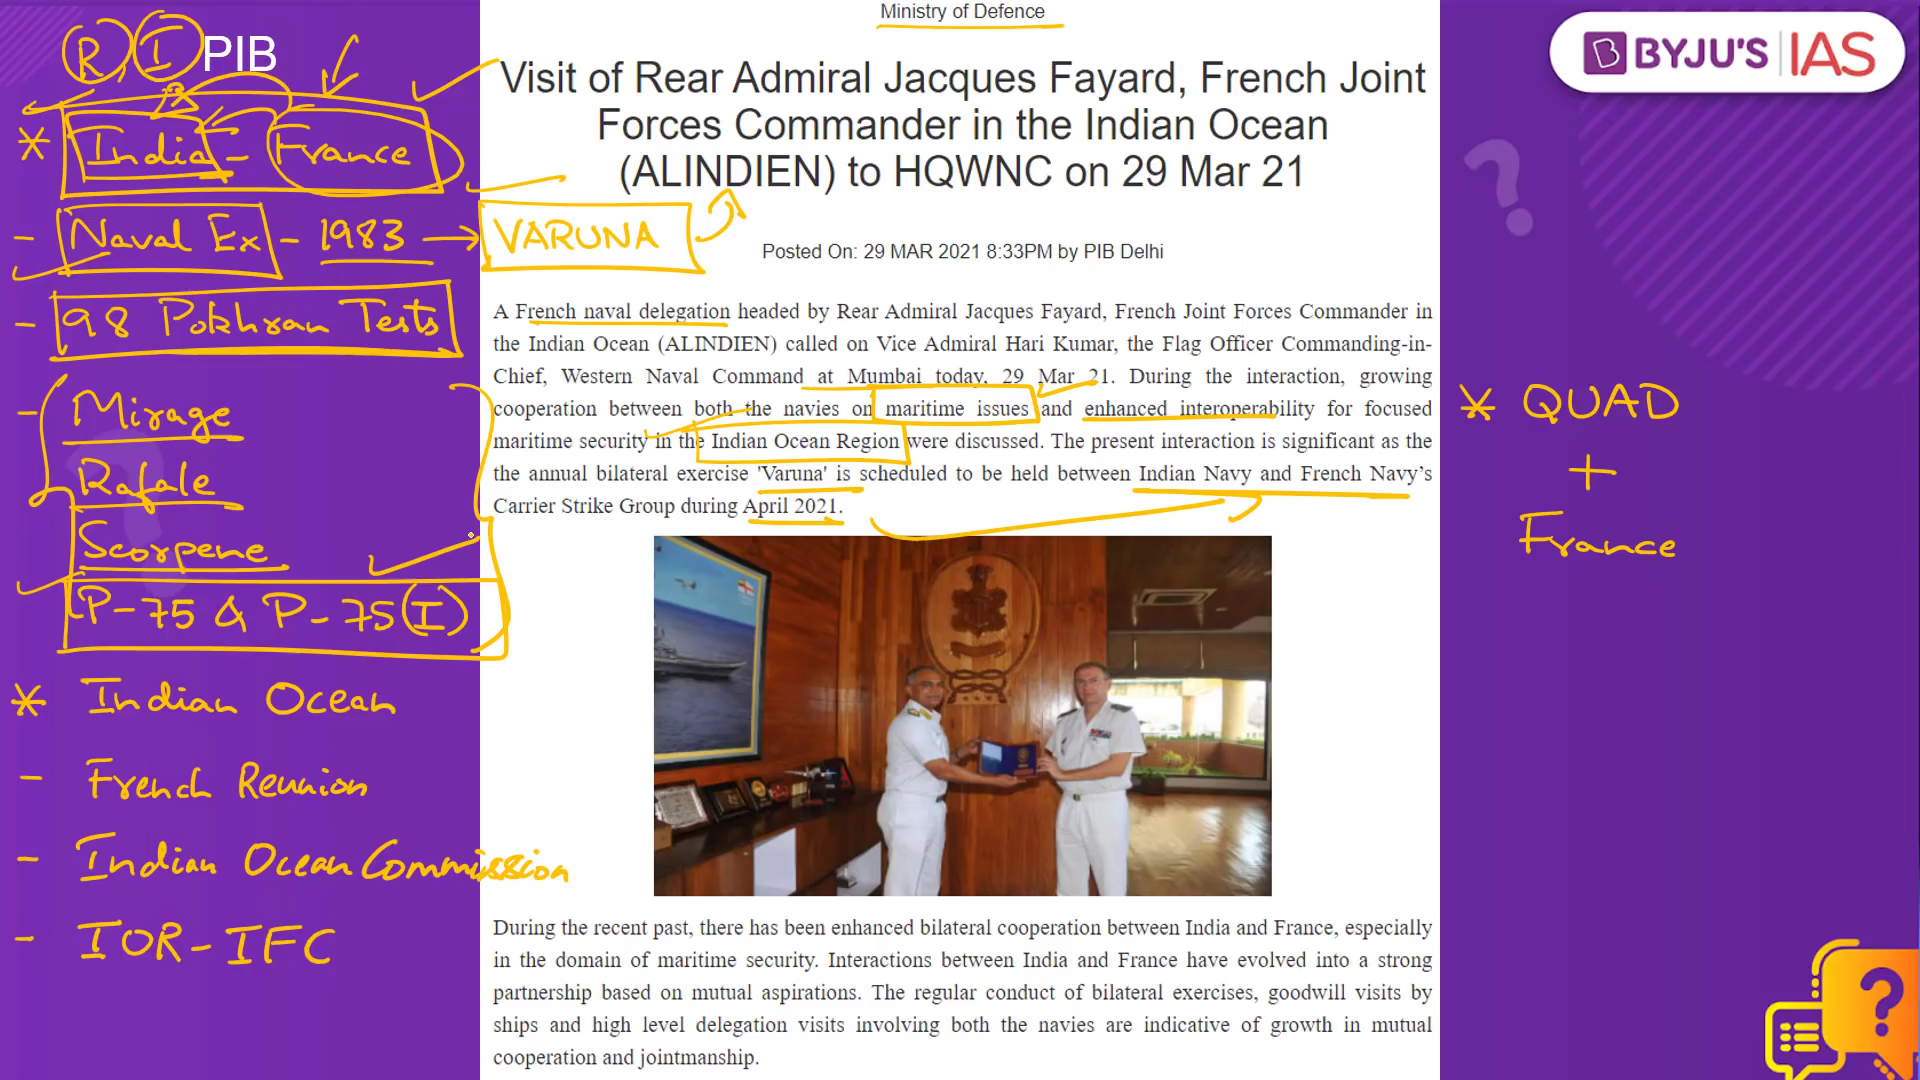 R, I PIB
* India - France
- Naval Ex - 1983 → VARUNA
- 98 Pokhran Tests
- Mirage
Rafale
Scorpene
P-75 & P-75(I)
* Indian Ocean
- French Reunion
- Indian Ocean Commission
- IOR-IFC
Ministry of Defence
Visit of Rear Admiral Jacques Fayard, French Joint
Forces Commander in the Indian Ocean
(ALINDIEN) to HQWNC on 29 Mar 21
Posted On: 29 MAR 2021 8:33PM by PIB Delhi
A French naval delegation headed by Rear Admiral Jacques Fayard, French Joint Forces Commander in
the Indian Ocean (ALINDIEN) called on Vice Admiral Hari Kumar, the Flag Officer Commanding-in-
Chief, Western Naval Command at Mumbai today, 29 Mar 21. During the interaction, growing
cooperation between both the navies on maritime issues and enhanced interoperability for focused
maritime security in the Indian Ocean Region were discussed. The present interaction is significant as the
the annual bilateral exercise 'Varuna' is scheduled to be held between Indian Navy and French Navy's
Carrier Strike Group during April 2021.
During the recent past, there has been enhanced bilateral cooperation between India and France, especially
in the domain of maritime security. Interactions between India and France have evolved into a strong
partnership based on mutual aspirations. The regular conduct of bilateral exercises, goodwill visits by
ships and high level delegation visits involving both the navies are indicative of growth in mutual
cooperation and jointmanship.
BYJU'S IAS
* QUAD
+
France